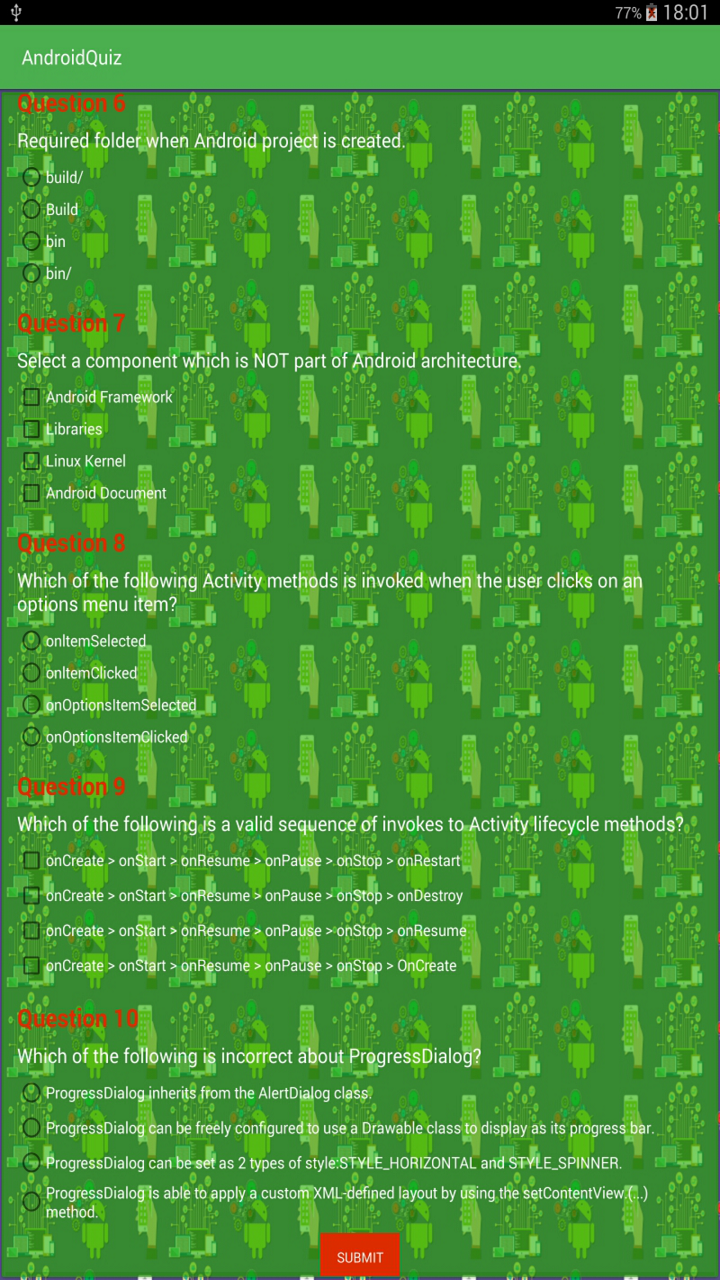 77% 18:01
AndroidQuiz
Question 6
Required folder when Android project is created.
build/
Build
bin
bin/
Question 7
Select a component which is NOT part of Android architecture.
Android Framework
Libraries
Linux Kernel
Android Document
Question 8
Which of the following Activity methods is invoked when the user clicks on an
options menu item?
onItemSelected
onItemClicked
onOptionsItemSelected
onOptionsItemClicked
Question 9
Which of the following is a valid sequence of invokes to Activity lifecycle methods?
onCreate > onStart > onResume > onPause > onStop > onRestart
onCreate > onStart > onResume > onPause > onStop > onDestroy
onCreate > onStart > onResume > onPause > onStop > onResume
onCreate > onStart > onResume > onPause > onStop > OnCreate
Question 10
Which of the following is incorrect about ProgressDialog?
ProgressDialog inherits from the AlertDialog class.
ProgressDialog can be freely configured to use a Drawable class to display as its progress bar.
ProgressDialog can be set as 2 types of style:STYLE_HORIZONTAL and STYLE_SPINNER.
ProgressDialog is able to apply a custom XML-defined layout by using the setContentView.(...)
method.
SUBMIT